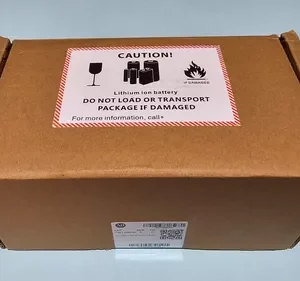 CAUTION!
IF DAMAGED
Lithium ion battery
DO NOT LOAD OR TRANSPORT
PACKAGE IF DAMAGED
For more information, call+